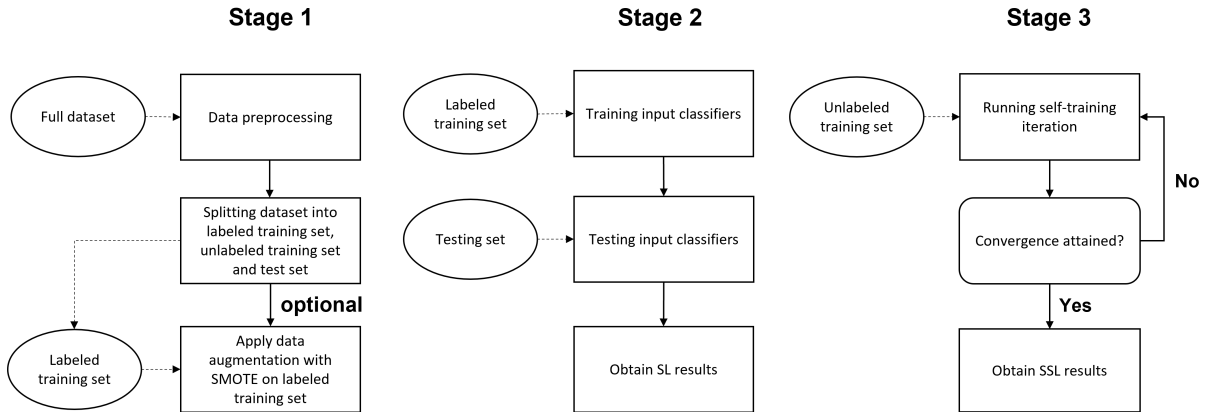 Stage 1
Full dataset
Data preprocessing
Splitting dataset into
labeled training set,
unlabeled training set
and test set
optional
Labeled
training set
Apply data
augmentation with
SMOTE on labeled
training set
Stage 2
Labeled
training set
Training input classifiers
Testing set
Testing input classifiers
Obtain SL results
Stage 3
Unlabeled
training set
Running self-training
iteration
No
Convergence attained?
Yes
Obtain SSL results